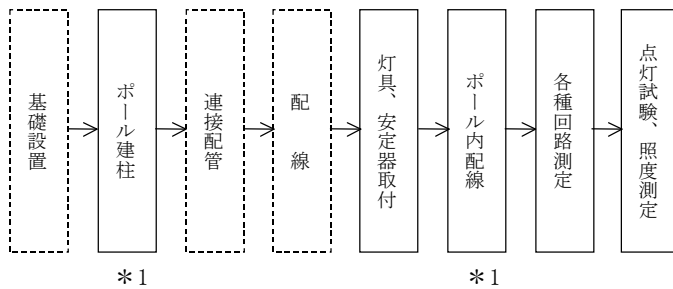 基礎設置
ポール建柱
連接配管
配線
灯具、安定器取付
ポール内配線
各種回路測定
点灯試験、照度測定
＊1
＊1